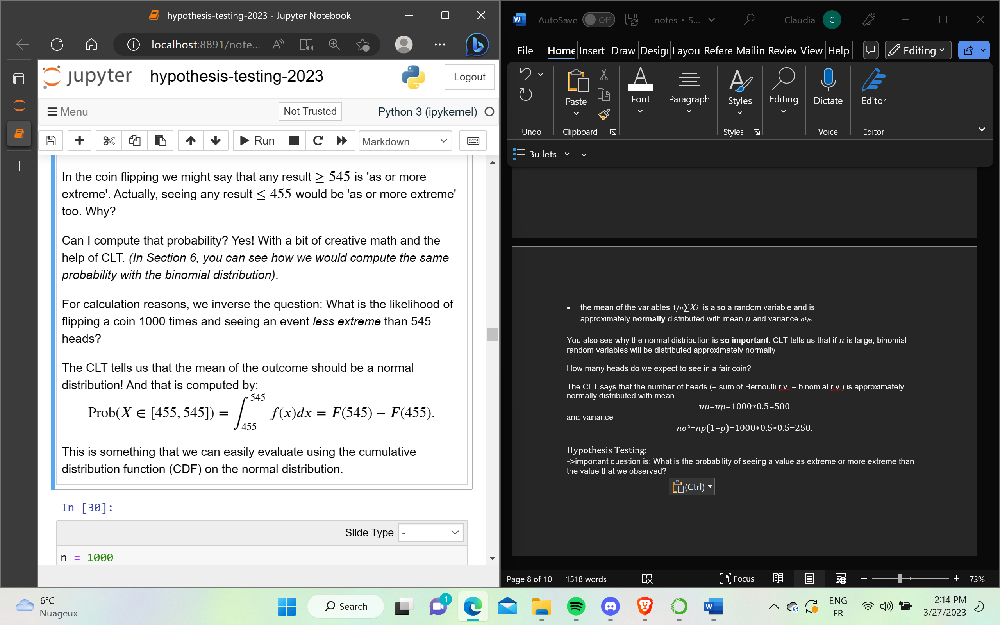 hypothesis-testing-2023 - Jupyter Notebook
localhost:8891/note...
jupyter hypothesis-testing-2023
Logout
Menu
Not Trusted
Python 3 (ipykernel)
Run
Markdown
In the coin flipping we might say that any result ≥ 545 is 'as or more
extreme'. Actually, seeing any result ≤ 455 would be 'as or more extreme'
too. Why?
Can I compute that probability? Yes! With a bit of creative math and the
help of CLT. (In Section 6, you can see how we would compute the same
probability with the binomial distribution).
For calculation reasons, we inverse the question: What is the likelihood of
flipping a coin 1000 times and seeing an event less extreme than 545
heads?
The CLT tells us that the mean of the outcome should be a normal
distribution! And that is computed by:
Prob(X ∈ [455, 545]) = ∫₄₅₅⁵⁴⁵ f(x)dx = F(545) − F(455).
This is something that we can easily evaluate using the cumulative
distribution function (CDF) on the normal distribution.
In [30]:
Slide Type -
n = 1000
AutoSave Off
notes • S...
Claudia C
File Home Insert Draw Design Layou Refere Mailin Review View Help
Editing
Paste
Font
Paragraph
Styles
Editing
Dictate
Editor
Undo
Clipboard
Styles
Voice
Editor
Bullets
• the mean of the variables 1/n∑Xi is also a random variable and is
approximately normally distributed with mean μ and variance σ²/n
You also see why the normal distribution is so important. CLT tells us that if n is large, binomial
random variables will be distributed approximately normally
How many heads do we expect to see in a fair coin?
The CLT says that the number of heads (= sum of Bernoulli r.v. = binomial r.v.) is approximately
normally distributed with mean
nμ=np=1000∗0.5=500
and variance
nσ²=np(1−p)=1000∗0.5∗0.5=250.
Hypothesis Testing:
->important question is: What is the probability of seeing a value as extreme or more extreme than
the value that we observed?
(Ctrl)
Page 8 of 10
1518 words
Focus
73%
6°C
Nuageux
Search
1
ENG
FR
2:14 PM
3/27/2023